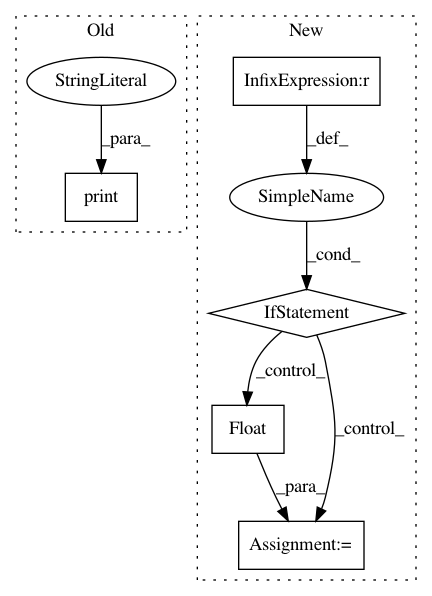 Old
New
StringLiteral
InfixExpression:r
_para_
_def_
print
SimpleName
_cond_
IfStatement
_control_
_control_
Float
_para_
Assignment:=